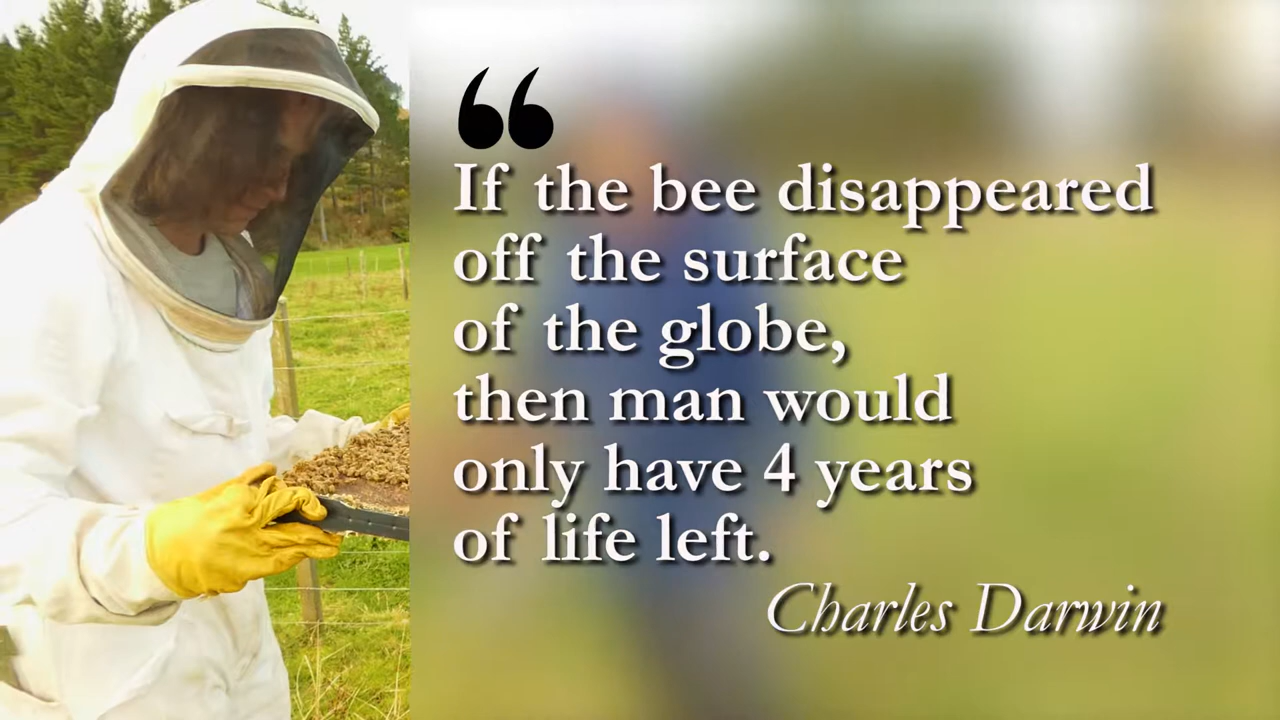 “
If the bee disappeared
off the surface
of the globe,
then man would
only have 4 years
of life left.
Charles Darwin